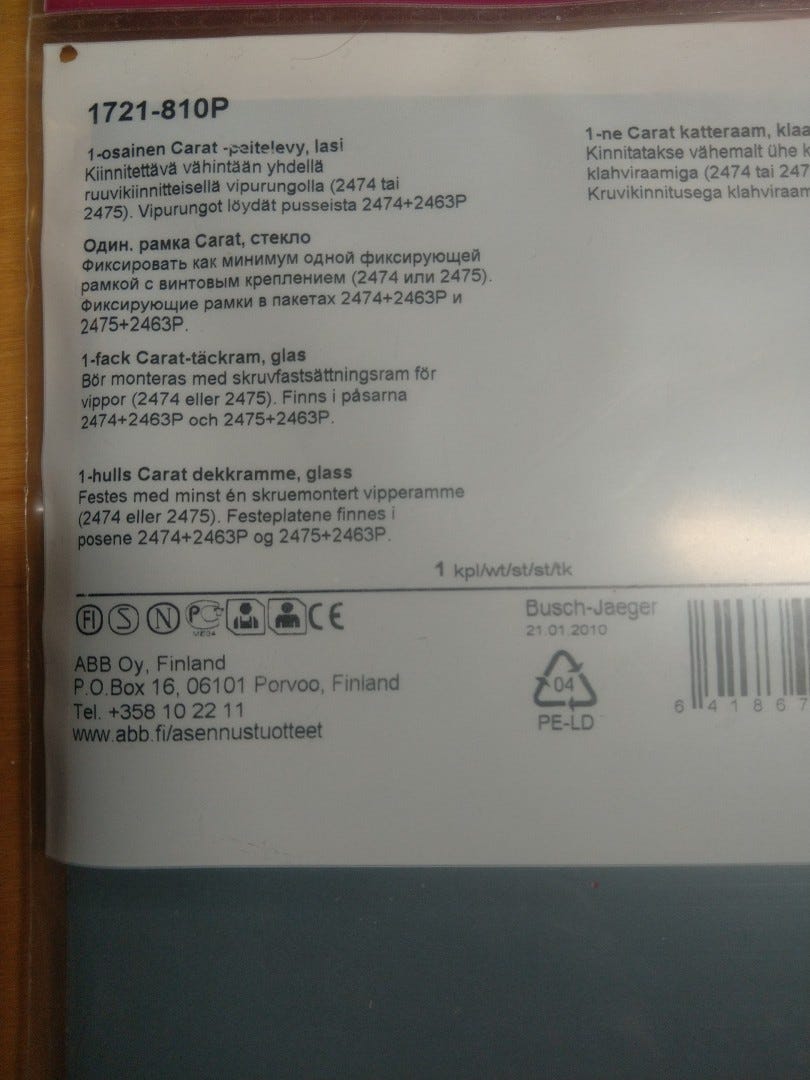 1721-810P
1-osainen Carat -peitelevy, lasi
Kiinnitettävä vähintään yhdellä
ruuvikiinnitteisellä vipurungolla (2474 tai
2475). Vipurungot löydät pusseista 2474+2463P
Один. рамка Carat, стекло
Фиксировать как минимум одной фиксирующей
рамкой с винтовым креплением (2474 или 2475).
Фиксирующие рамки в пакетах 2474+2463P и
2475+2463P.
1-fack Carat-täckram, glas
Bör monteras med skruvfastsättningsram för
vippor (2474 eller 2475). Finns i påsarna
2474+2463P och 2475+2463P.
1-hulls Carat dekkramme, glass
Festes med minst én skruemontert vipperamme
(2474 eller 2475). Festeplatene finnes i
posene 2474+2463P og 2475+2463P.
1-ne Carat katteraam, klaa
Kinnitatakse vähemalt ühe k
klahviraamiga (2474 tai 247
Kruvikinnitusega klahviraam
1 kpl/wt/st/st/tk
FI S N CE
ABB Oy, Finland
P.O.Box 16, 06101 Porvoo, Finland
Tel. +358 10 22 11
www.abb.fi/asennustuotteet
Busch-Jaeger
21.01.2010
04
PE-LD
6 41867